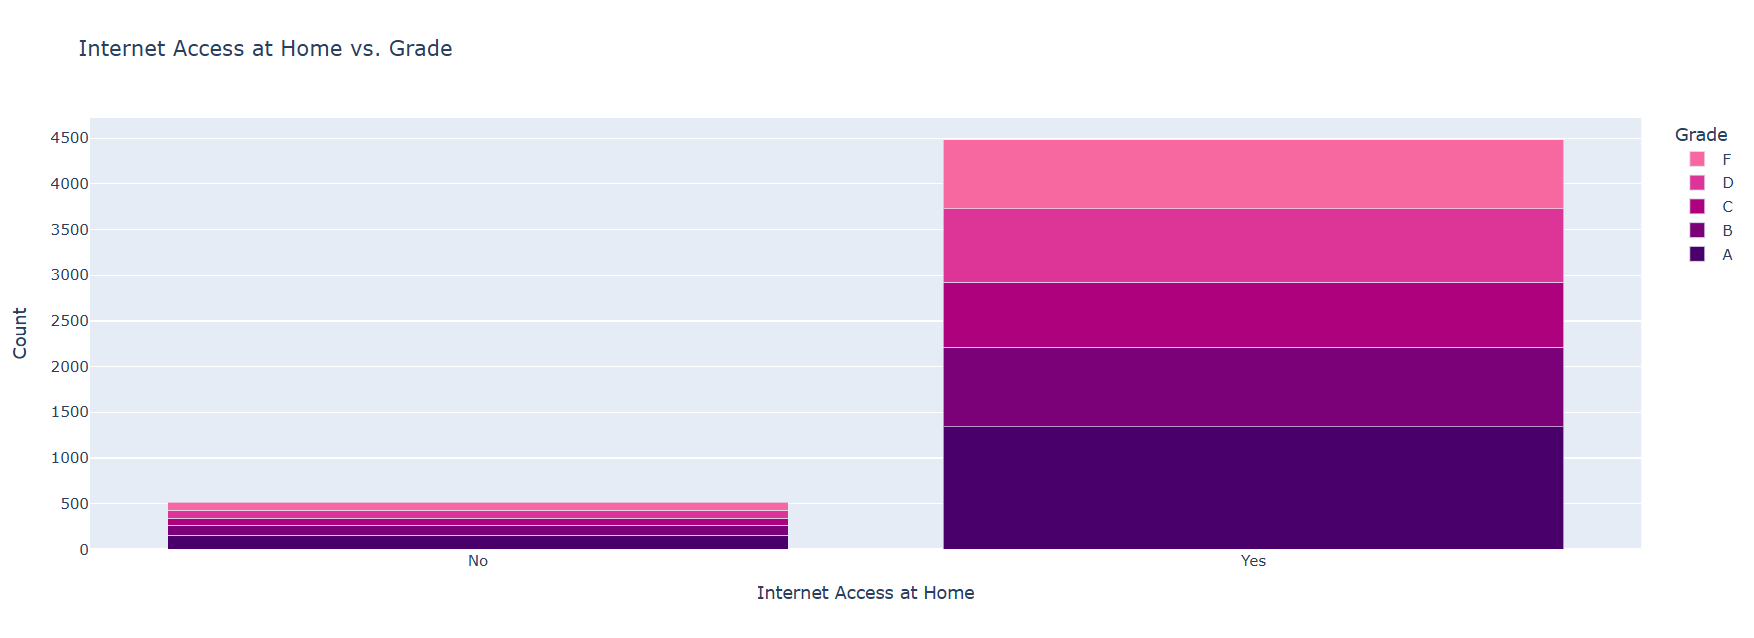 Internet Access at Home vs. Grade
4500
4000
3500
3000
2500
2000
1500
1000
500
0
Count
No
Yes
Internet Access at Home
Grade
F
D
C
B
A